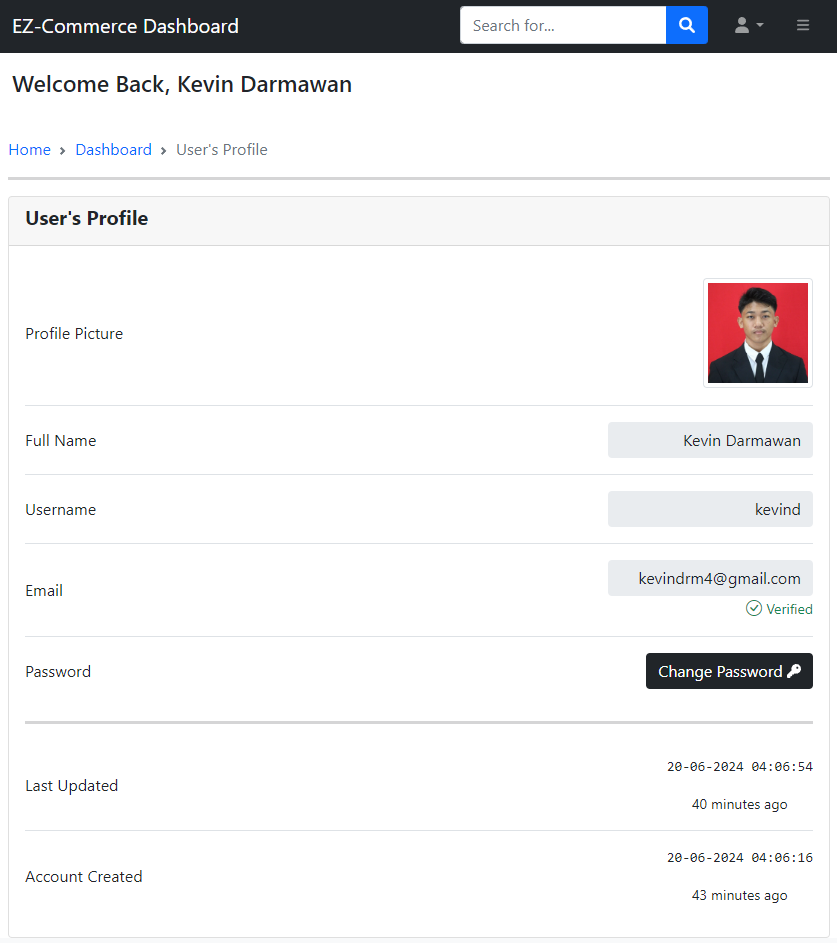 EZ-Commerce Dashboard
Search for...
Welcome Back, Kevin Darmawan
Home > Dashboard > User's Profile
User's Profile
Profile Picture
Full Name Kevin Darmawan
Username kevind
Email kevindrm4@gmail.com
Verified
Password Change Password
20-06-2024 04:06:54
Last Updated
40 minutes ago
20-06-2024 04:06:16
Account Created
43 minutes ago